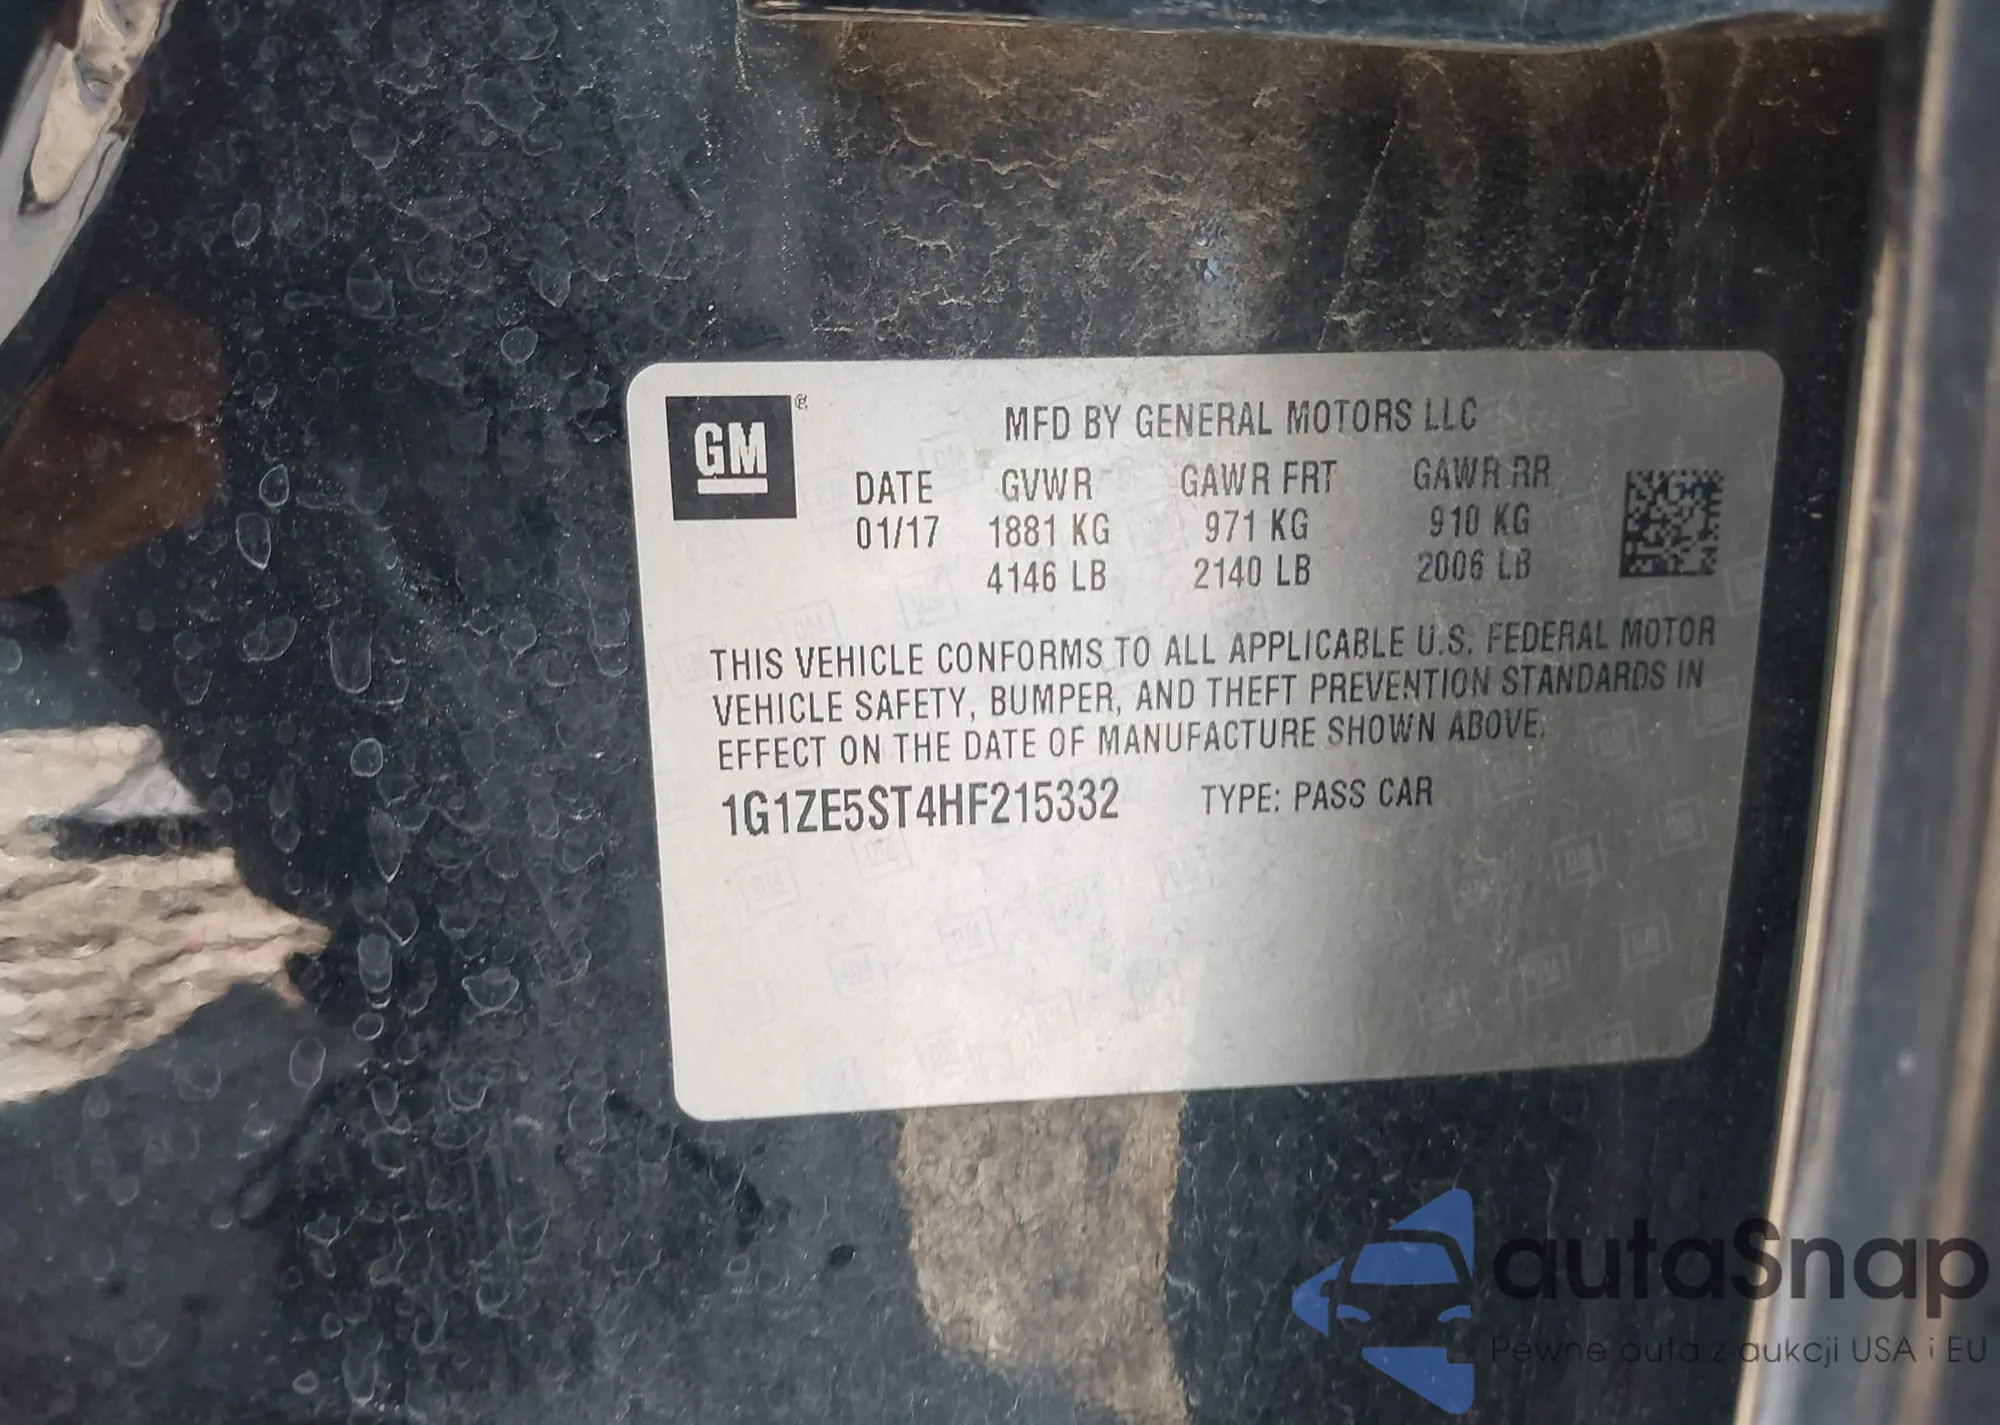 GM®
MFD BY GENERAL MOTORS LLC
DATE GVWR GAWR FRT GAWR RR
01/17 1881 KG 971 KG 910 KG
4146 LB 2140 LB 2006 LB
THIS VEHICLE CONFORMS TO ALL APPLICABLE U.S. FEDERAL MOTOR
VEHICLE SAFETY, BUMPER, AND THEFT PREVENTION STANDARDS IN
EFFECT ON THE DATE OF MANUFACTURE SHOWN ABOVE.
1G1ZE5ST4HF215332 TYPE: PASS CAR
autaSnap
Pewne auta z aukcji USA i EU